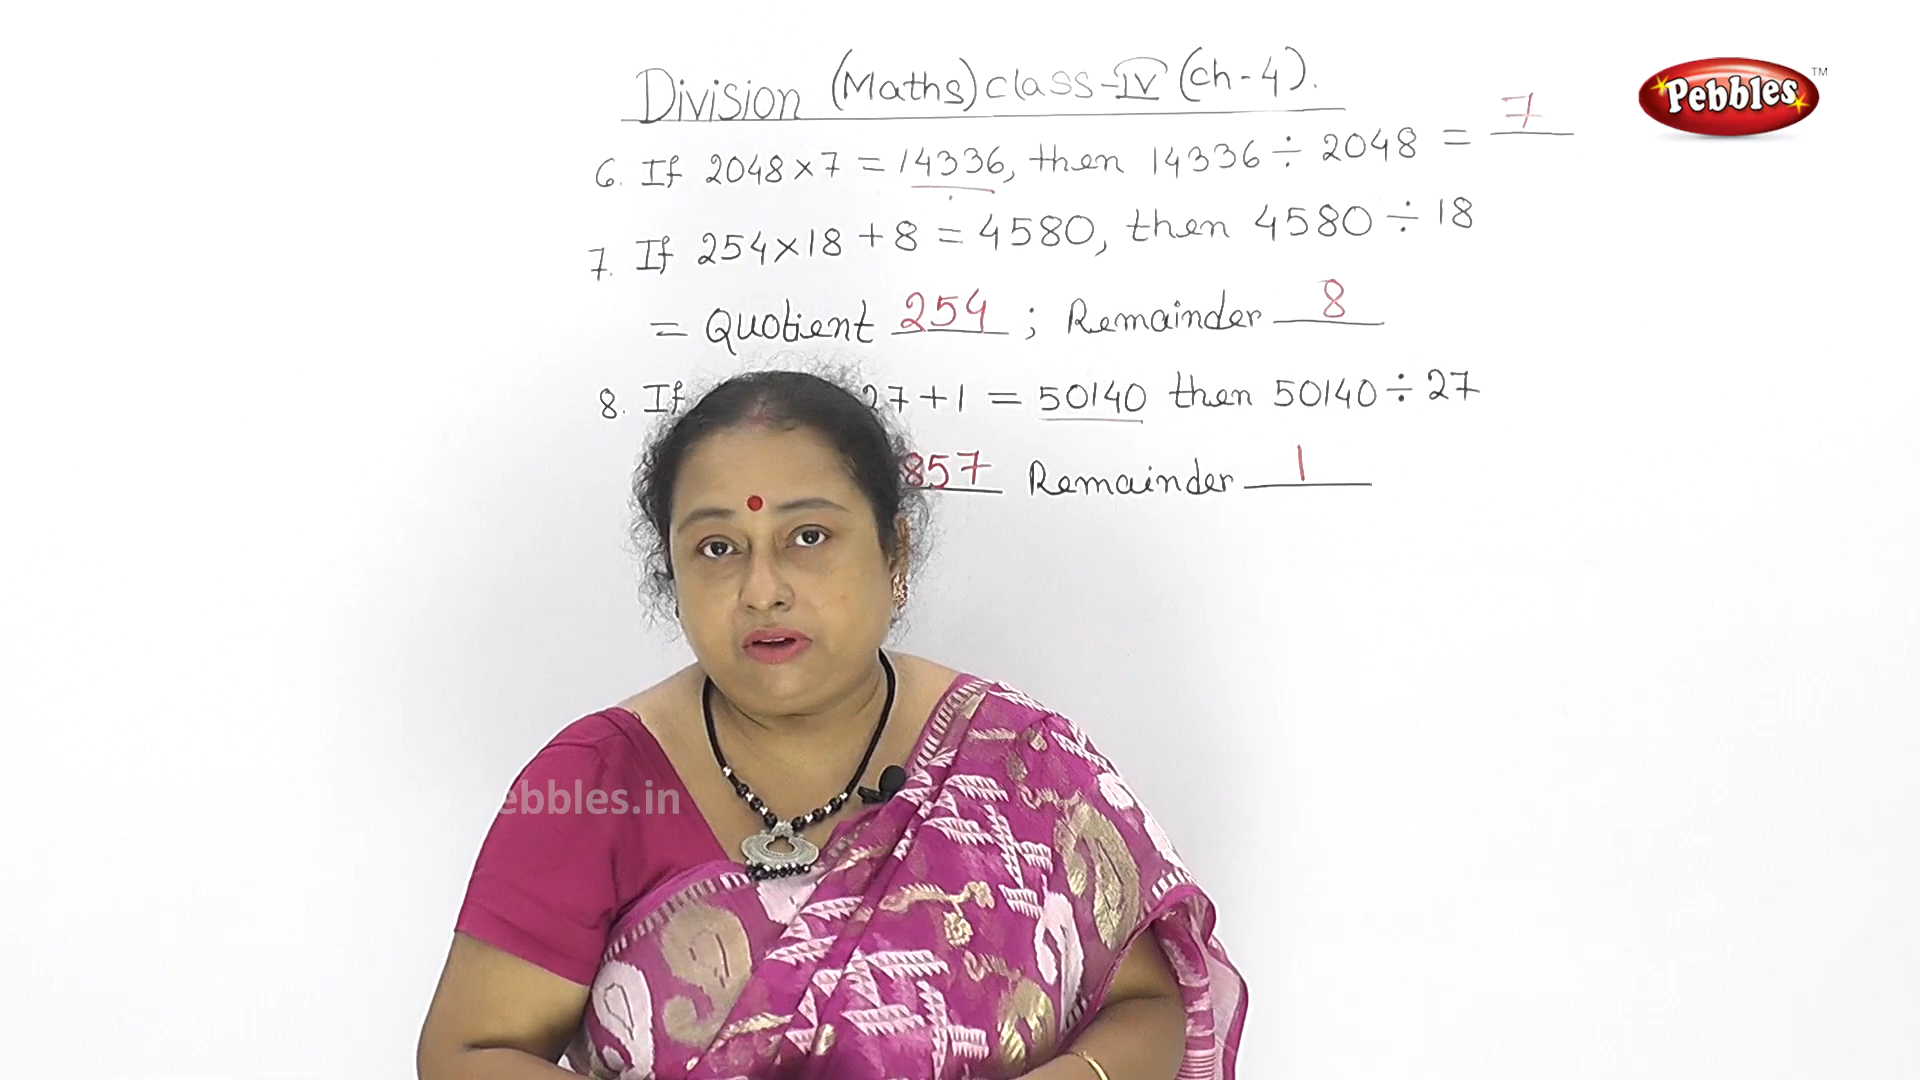 Division (Maths) class-IV (Ch-4).
Pebbles TM
6. If 2048 × 7 = 14336, then 14336 ÷ 2048 = 7
7. If 254 × 18 + 8 = 4580, then 4580 ÷ 18
= Quotient 254 ; Remainder 8
8. If 27 + 1 = 50140 then 50140 ÷ 27
857 Remainder 1
ebbles.in